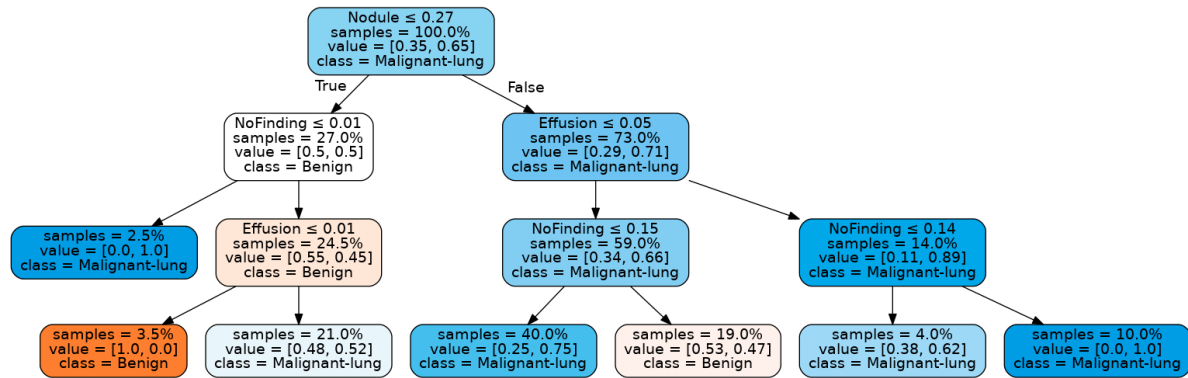 Nodule ≤ 0.27
samples = 100.0%
value = [0.35, 0.65]
class = Malignant-lung
True
False
NoFinding ≤ 0.01
samples = 27.0%
value = [0.5, 0.5]
class = Benign
Effusion ≤ 0.05
samples = 73.0%
value = [0.29, 0.71]
class = Malignant-lung
samples = 2.5%
value = [0.0, 1.0]
class = Malignant-lung
Effusion ≤ 0.01
samples = 24.5%
value = [0.55, 0.45]
class = Benign
NoFinding ≤ 0.15
samples = 59.0%
value = [0.34, 0.66]
class = Malignant-lung
NoFinding ≤ 0.14
samples = 14.0%
value = [0.11, 0.89]
class = Malignant-lung
samples = 3.5%
value = [1.0, 0.0]
class = Benign
samples = 21.0%
value = [0.48, 0.52]
class = Malignant-lung
samples = 40.0%
value = [0.25, 0.75]
class = Malignant-lung
samples = 19.0%
value = [0.53, 0.47]
class = Benign
samples = 4.0%
value = [0.38, 0.62]
class = Malignant-lung
samples = 10.0%
value = [0.0, 1.0]
class = Malignant-lung